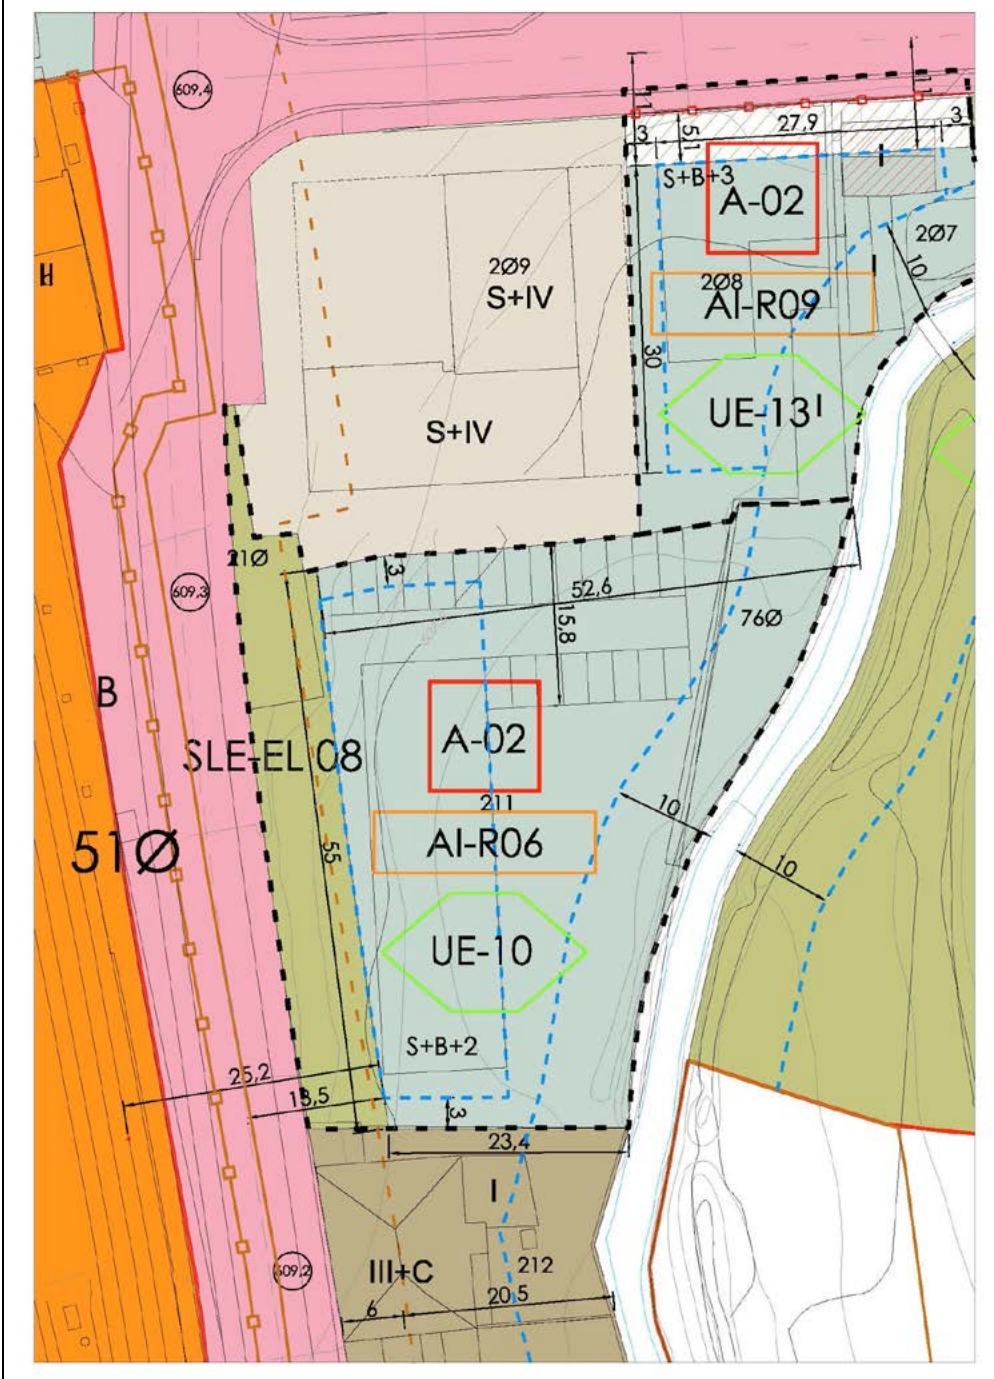 609,4
11
11
3
5,1
27,9
3
I
S+B+3
A-02
2Ø7
10
H
2Ø9
S+IV
2Ø8
I
AI-R09
30
UE-13
I
S+IV
21Ø
3
52,6
609,3
15,8
76Ø
B
A-02
SLE-EL 08
211
10
51Ø
55
AI-R06
10
UE-10
S+B+2
25,2
13,5
3
23,4
I
609,2
III+C
212
6
20,5